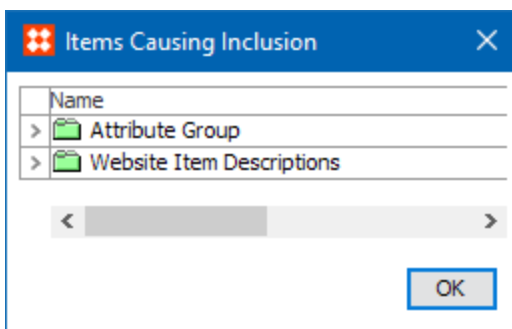 Items Causing Inclusion
Name
Attribute Group
Website Item Descriptions
OK